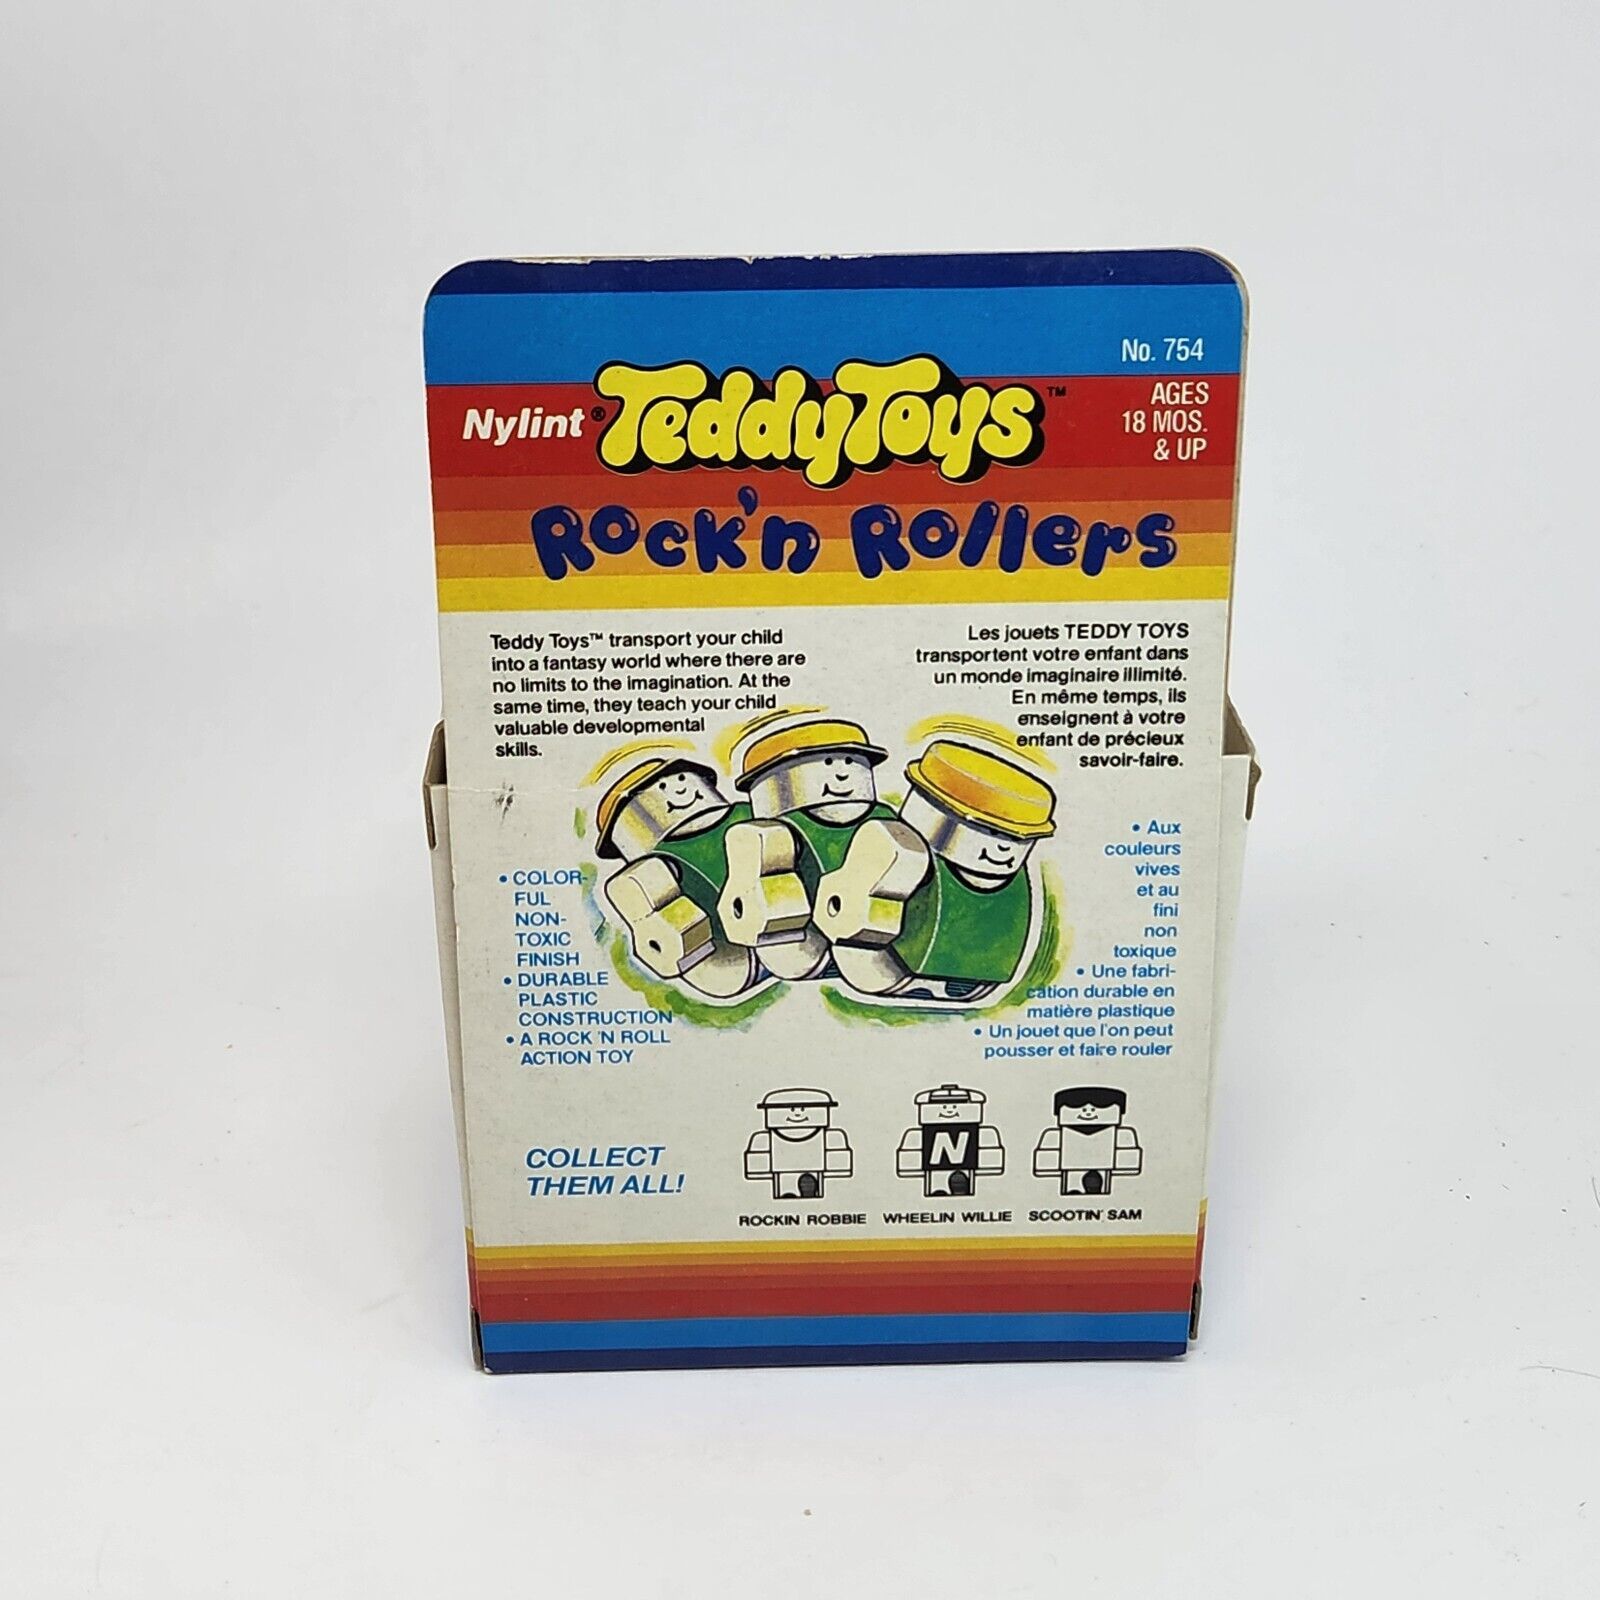 No. 754
Nylint® TeddyToys™
AGES
18 MOS.
& UP
Rock'n Rollers
Teddy Toys™ transport your child
into a fantasy world where there are
no limits to the imagination. At the
same time, they teach your child
valuable developmental
skills.
Les jouets TEDDY TOYS
transportent votre enfant dans
un monde imaginaire illimité.
En même temps, ils
enseignent à votre
enfant de précieux
savoir-faire.
• COLOR-
FUL
NON-
TOXIC
FINISH
• DURABLE
PLASTIC
CONSTRUCTION
• A ROCK 'N ROLL
ACTION TOY
• Aux
couleurs
vives
et au
fini
non
toxique
• Une fabri-
cation durable en
matière plastique
• Un jouet que l'on peut
pousser et faire rouler
COLLECT
THEM ALL!
N
ROCKIN ROBBIE
WHEELIN WILLIE
SCOOTIN' SAM